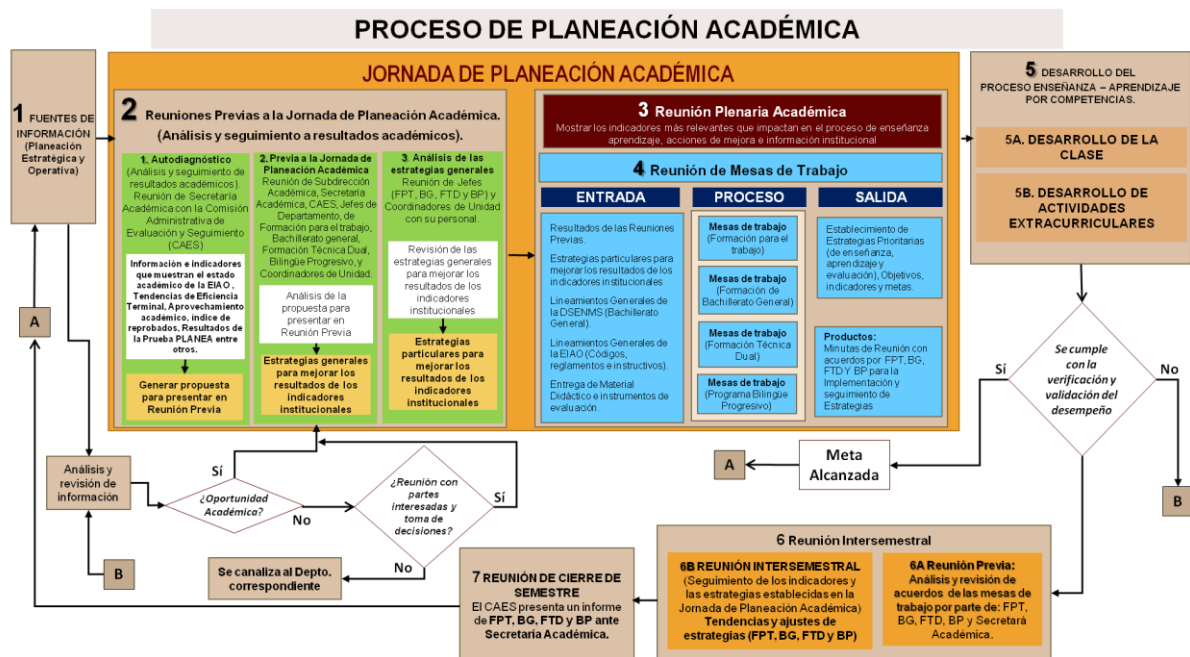 PROCESO DE PLANEACIÓN ACADÉMICA
1 FUENTES DE
INFORMACIÓN
(Planeación
Estratégica y
Operativa)
JORNADA DE PLANEACIÓN ACADÉMICA
2 Reuniones Previas a la Jornada de Planeación Académica.
(Análisis y seguimiento a resultados académicos).
1. Autodiagnóstico
(Análisis y seguimiento de
resultados académicos).
Reunión de Secretaria
Académica con la Comisión
Administrativa de
Evaluación y Seguimiento
(CAES)
Información e indicadores
que muestran el estado
académico de la EIAO ,
Tendencias de Eficiencia
Terminal, Aprovechamiento
académico, índice de
reprobados, Resultados de
la Prueba PLANEA entre
otros.
Generar propuesta
para presentar en
Reunión Previa
2. Previa a la Jornada de
Planeación Académica
Reunión de Subdirección
Académica, Secretaria
Académica, CAES, Jefes de
Departamento, de
Formación para el trabajo,
Bachillerato general,
Formación Técnica Dual,
Bilingüe Progresivo, y
Coordinadores de Unidad.
Análisis de la
propuesta para
presentar en
Reunión Previa
Estrategias generales
para mejorar los
resultados de los
indicadores
institucionales
3. Análisis de las
estrategias generales
Reunión de Jefes
(FPT, BG, FTD y BP) y
Coordinadores de Unidad
con su personal.
Revisión de las
estrategias generales
para mejorar los
resultados de los
indicadores
institucionales
Estrategias
particulares para
mejorar los
resultados de los
indicadores
institucionales
3 Reunión Plenaria Académica
Mostrar los indicadores más relevantes que impactan en el proceso de enseñanza
aprendizaje, acciones de mejora e información institucional
4 Reunión de Mesas de Trabajo
ENTRADA
Resultados de las Reuniones
Previas.
Estrategias particulares para
mejorar los resultados de los
indicadores institucionales
Lineamientos Generales de
la DSENMS (Bachillerato
General).
Lineamientos Generales de
la EIAO (Códigos,
reglamentos e instructivos).
Entrega de Material
Didáctico e instrumentos de
evaluación.
PROCESO
Mesas de trabajo
(Formación para el
trabajo)
Mesas de trabajo
(Formación de
Bachillerato General)
Mesas de trabajo
(Formación Técnica
Dual)
Mesas de trabajo
(Programa Bilingüe
Progresivo)
SALIDA
Establecimiento de
Estrategias Prioritarias
(de enseñanza,
aprendizaje y
evaluación), Objetivos,
indicadores y metas.
Productos:
Minutas de Reunión con
acuerdos por FPT, BG,
FTD Y BP para la
Implementación y
seguimiento de
Estrategias
5 DESARROLLO DEL
PROCESO ENSEÑANZA – APRENDIZAJE
POR COMPETENCIAS.
5A. DESARROLLO DE LA
CLASE
5B. DESARROLLO DE
ACTIVIDADES
EXTRACURRICULARES
A
Análisis y
revisión de
información
B
¿Oportunidad
Académica?
Sí
No
¿Reunión con
partes
interesadas y
toma de
decisiones?
Sí
No
Se canaliza al Depto.
correspondiente
Se cumple
con la
verificación y
validación del
desempeño
Sí
No
Meta
Alcanzada
A
B
6 Reunión Intersemestral
6A Reunión Previa:
Análisis y revisión de
acuerdos de las mesas de
trabajo por parte de: FPT,
BG, FTD, BP y Secretará
Académica.
6B REUNIÓN INTERSEMESTRAL
(Seguimiento de los indicadores y
las estrategias establecidas en la
Jornada de Planeación Académica)
Tendencias y ajustes de
estrategias (FPT, BG, FTD y BP)
7 REUNIÓN DE CIERRE DE
SEMESTRE
El CAES presenta un informe
de FPT, BG, FTD y BP ante
Secretaría Académica.